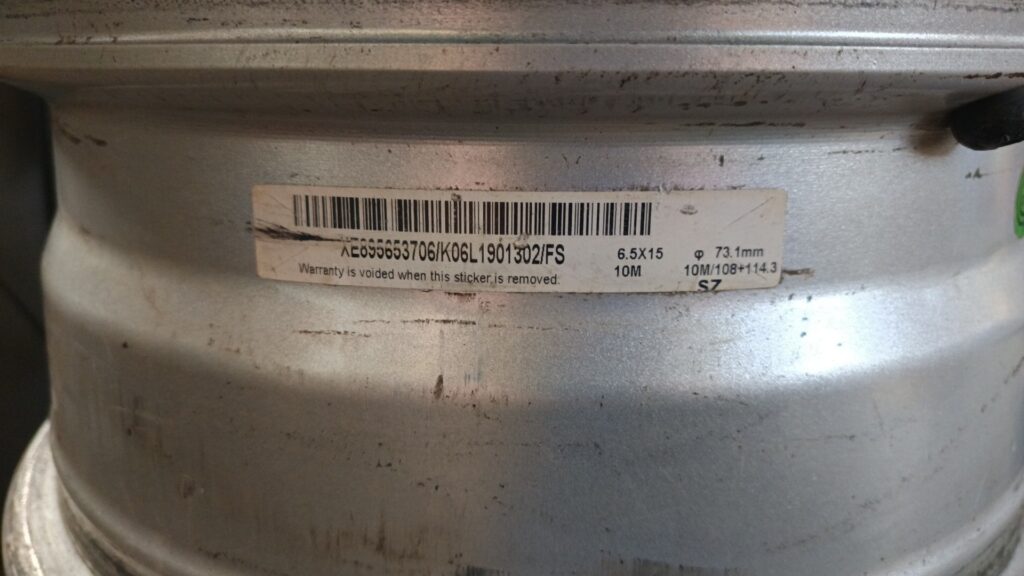 XE895653706/K06L1901302/FS
Warranty is voided when this sticker is removed.
6.5X15
10M
φ 73.1mm
10M/108+114.3
SZ